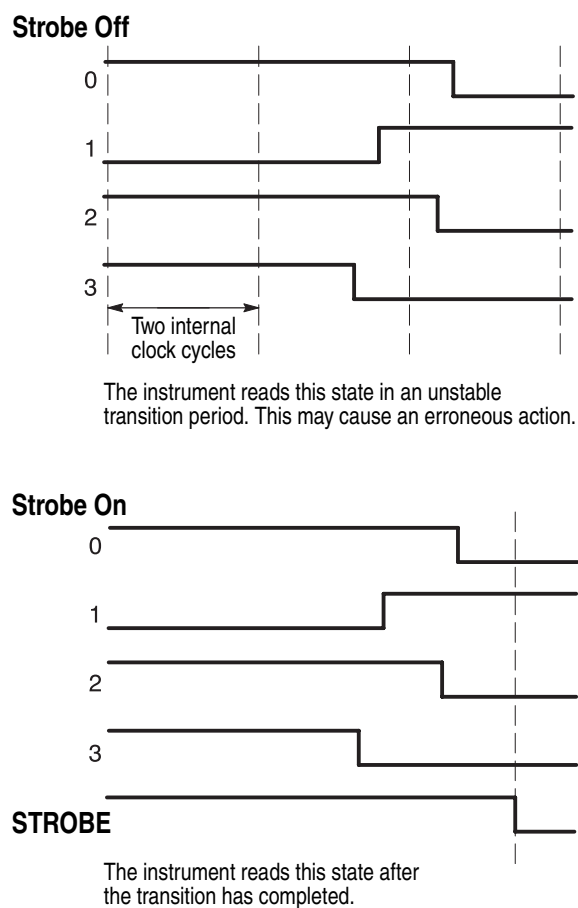 Strobe Off
0
1
2
3
Two internal
clock cycles
The instrument reads this state in an unstable
transition period. This may cause an erroneous action.
Strobe On
0
1
2
3
STROBE
The instrument reads this state after
the transition has completed.